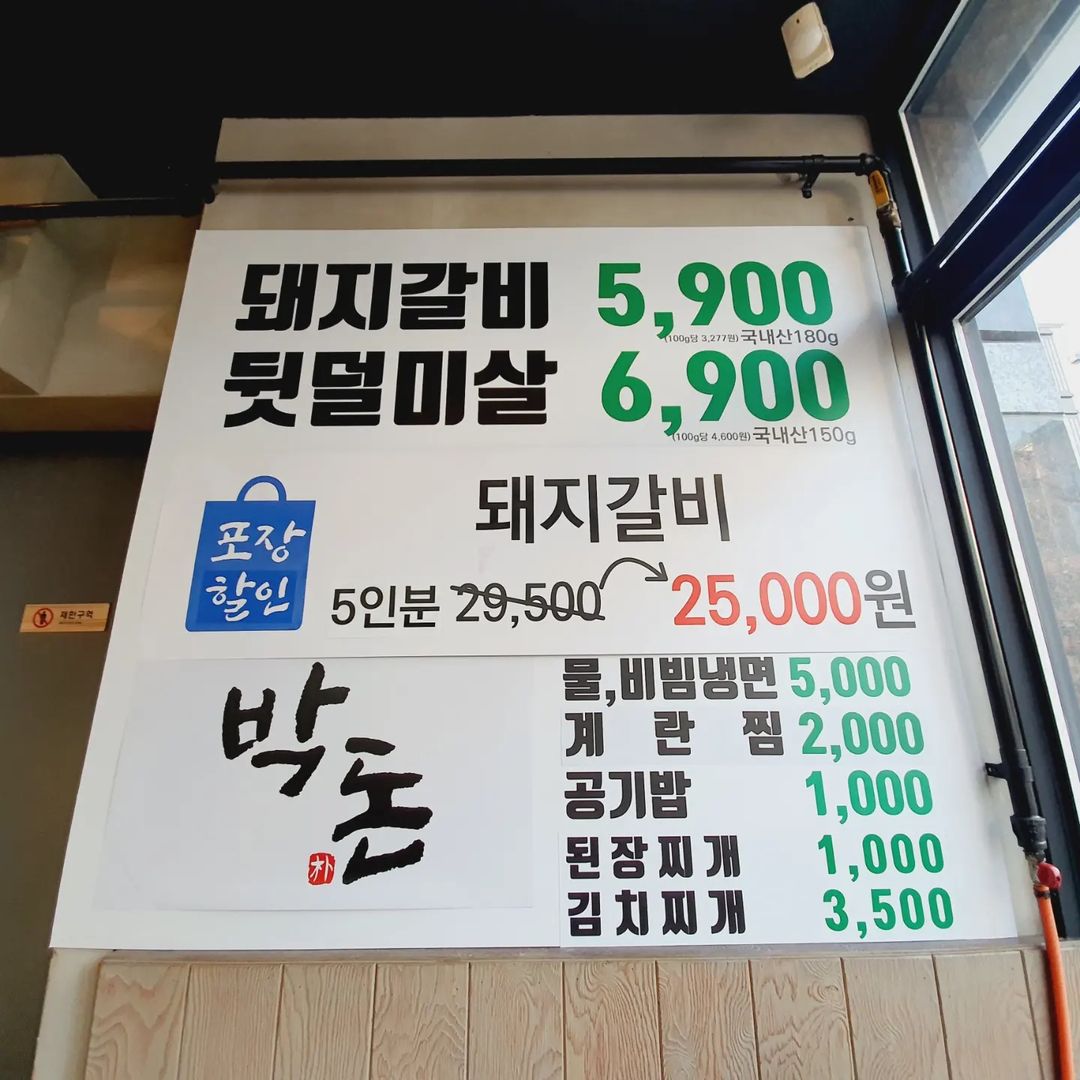 돼지갈비 5,900
(100g당 3,277원) 국내산180g
뒷덜미살 6,900
(100g당 4,600원) 국내산150g
포장
할인
돼지갈비
5인분 29,500 25,000원
제한구역
박돈
朴
물,비빔냉면 5,000
계란찜 2,000
공기밥 1,000
된장찌개 1,000
김치찌개 3,500